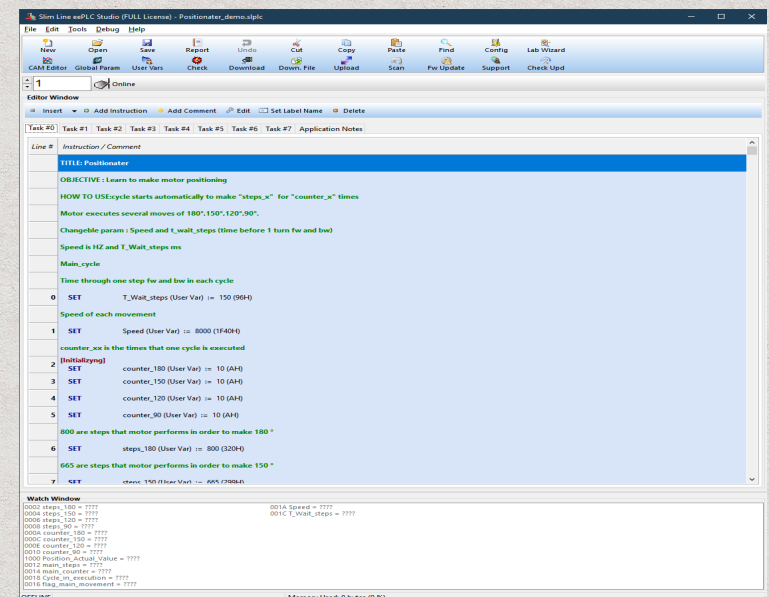 Slim Line eePLC Studio (FULL License) - Positionater_demo.slplc
File Edit Tools Debug Help
New Open Save Report Undo Cut Copy Paste Find Config Lab Wizard
CAM Editor Global Param User Vars Check Download Down. File Upload Scan Fw Update Support Check Upd
1 Online
Editor Window
Insert Add Instruction Add Comment Edit Set Label Name Delete
Task #0 Task #1 Task #2 Task #3 Task #4 Task #5 Task #6 Task #7 Application Notes
Line # Instruction / Comment
TITLE: Positionater
OBJECTIVE : Learn to make motor positioning
HOW TO USE:cycle starts automatically to make "steps_x" for "counter_x" times
Motor executes several moves of 180°,150°,120°,90°.
Changeble param : Speed and t_wait_steps (time before 1 turn fw and bw)
Speed is HZ and T_Wait_steps ms
Main_cycle
Time through one step fw and bw in each cycle
0 SET T_Wait_steps (User Var) := 150 (96H)
Speed of each movement
1 SET Speed (User Var) := 8000 (1F40H)
counter_xx is the times that one cycle is executed
[Initializyng]
2 SET counter_180 (User Var) := 10 (AH)
3 SET counter_150 (User Var) := 10 (AH)
4 SET counter_120 (User Var) := 10 (AH)
5 SET counter_90 (User Var) := 10 (AH)
800 are steps that motor performs in order to make 180 °
6 SET steps_180 (User Var) := 800 (320H)
665 are steps that motor performs in order to make 150 °
7 SET steps_150 (User Var) := 665 (299H)
Watch Window
0002 steps_180 = ????
0004 steps_150 = ????
0006 steps_120 = ????
0008 steps_90 = ????
000A counter_180 = ????
000C counter_150 = ????
000E counter_120 = ????
0010 counter_90 = ????
1000 Position_Actual_Value = ????
0012 main_steps = ????
0014 main_counter = ????
0018 Cycle_in_execution = ????
0016 flag_main_movement = ????
001A Speed = ????
001C T_Wait_steps = ????
OFFLINE Memory Used: 0 bytes (0 %)